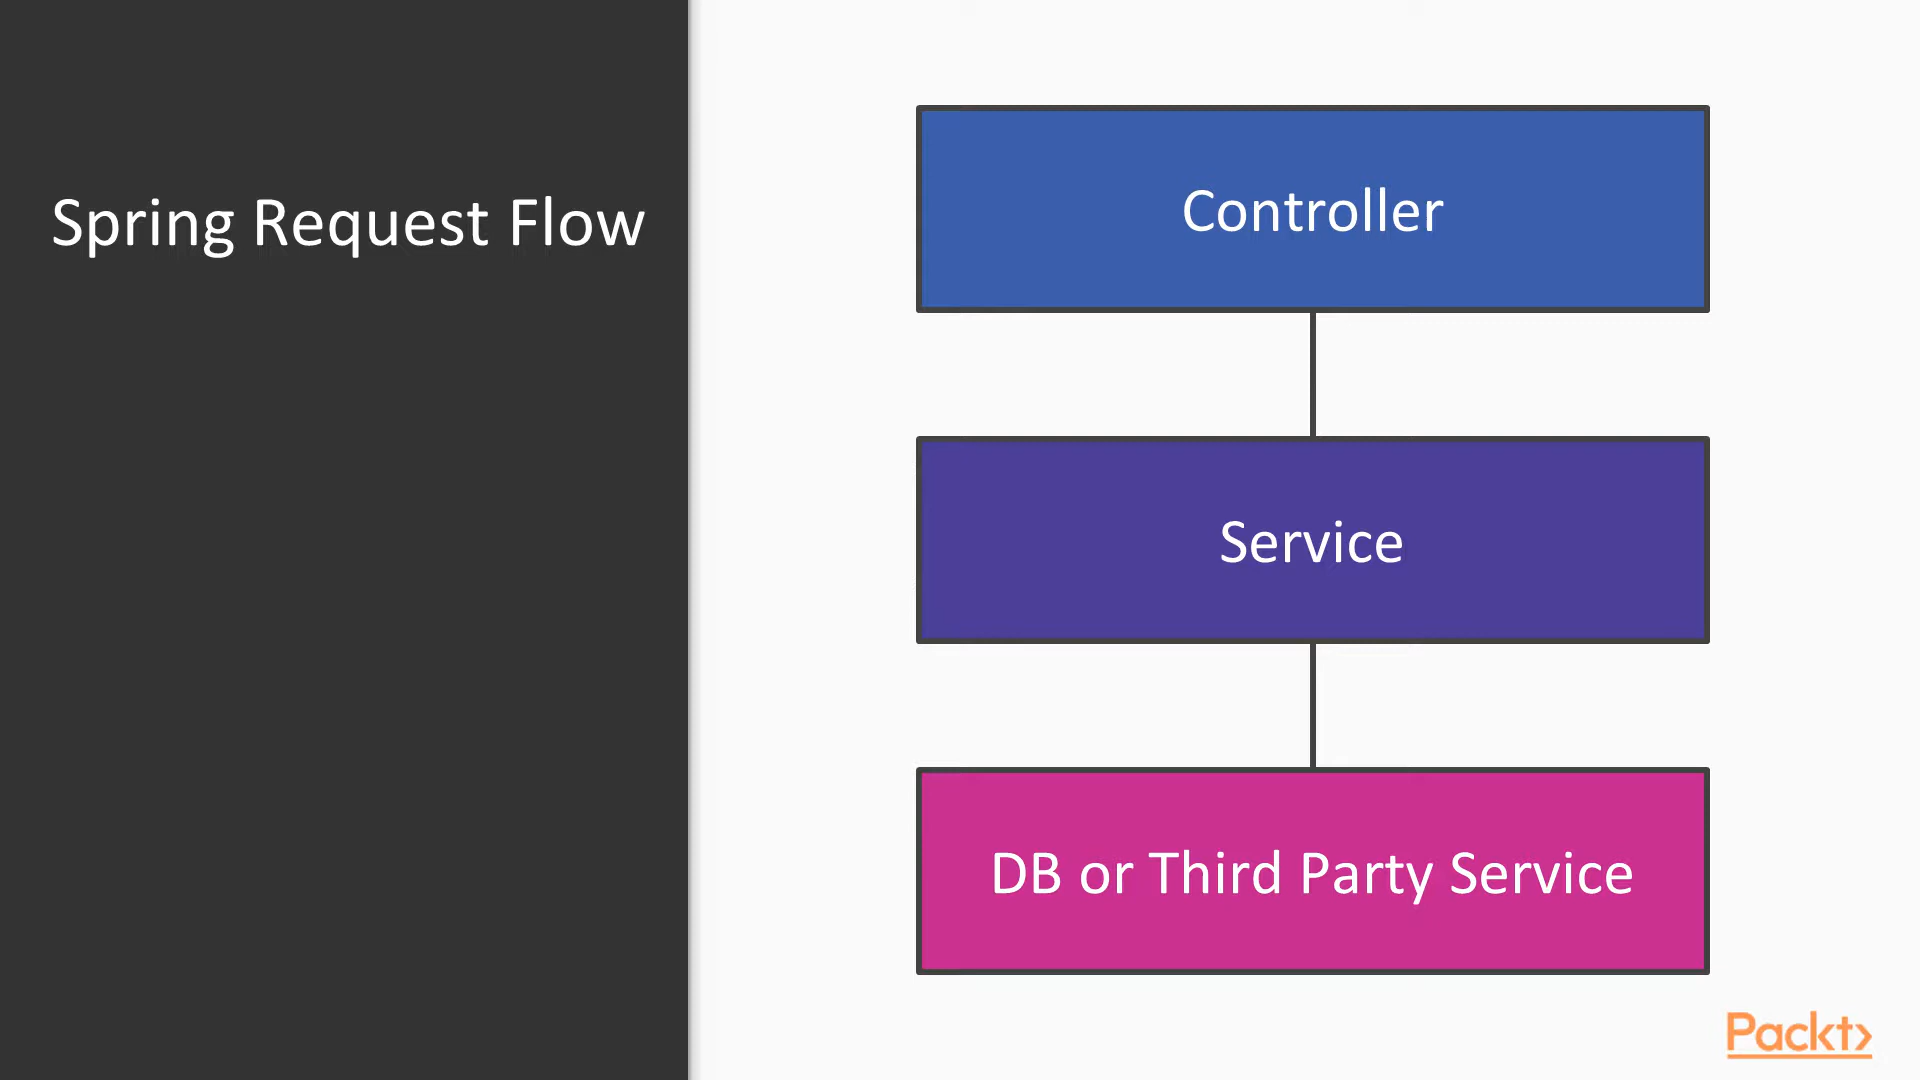 Spring Request Flow
Controller
Service
DB or Third Party Service
Packt>